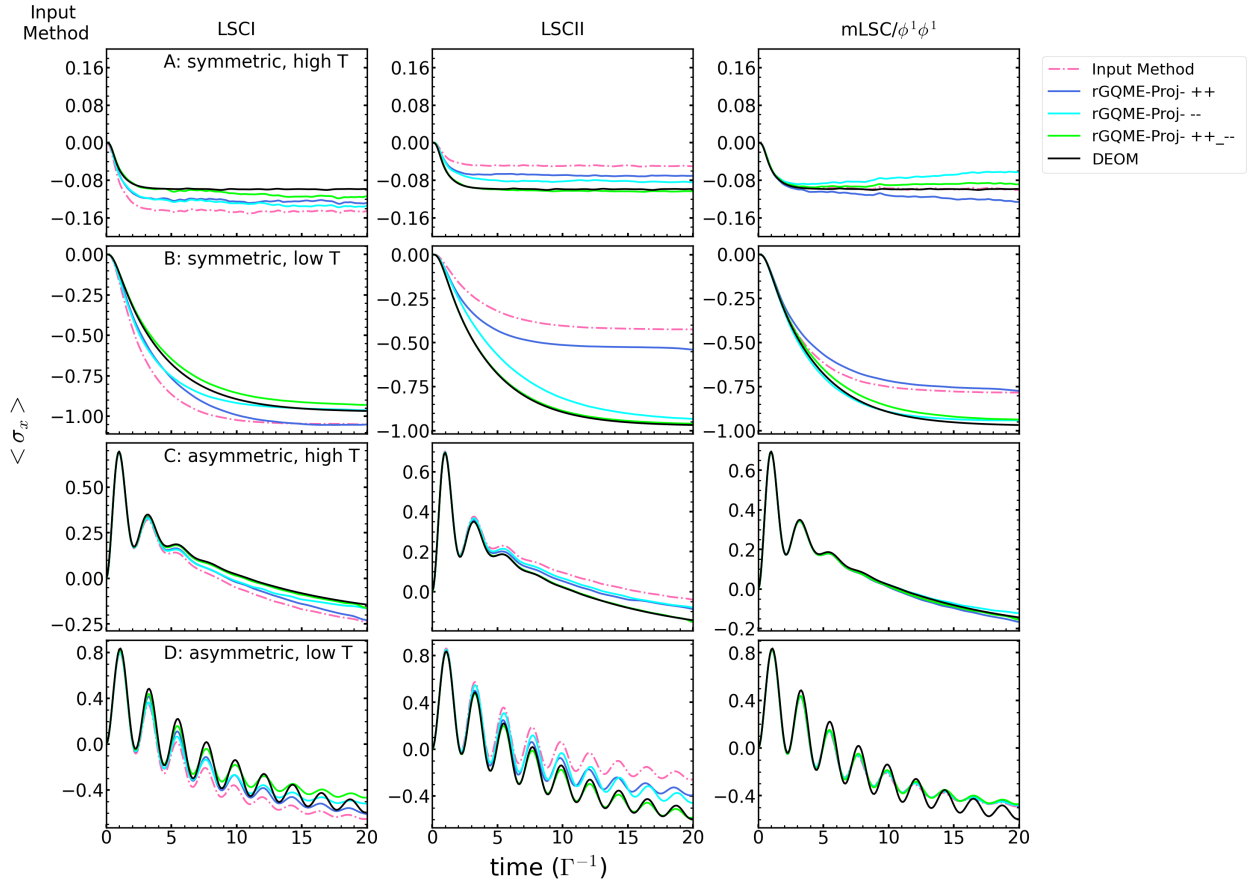 Input
Method
LSCI
LSCII
mLSC/ϕ¹ϕ¹
A: symmetric, high T
0.16
0.08
0.00
−0.08
−0.16
0.16
0.08
0.00
−0.08
−0.16
0.16
0.08
0.00
−0.08
−0.16
Input Method
rGQME-Proj- ++
rGQME-Proj- --
rGQME-Proj- ++_--
DEOM
B: symmetric, low T
0.00
−0.25
−0.50
−0.75
−1.00
0.00
−0.25
−0.50
−0.75
−1.00
0.00
−0.25
−0.50
−0.75
−1.00
< σₓ >
C: asymmetric, high T
0.50
0.25
0.00
−0.25
0.6
0.4
0.2
0.0
0.6
0.4
0.2
0.0
−0.2
D: asymmetric, low T
0.8
0.4
0.0
−0.4
0.8
0.4
0.0
−0.4
0.8
0.4
0.0
−0.4
0 5 10 15 20
0 5 10 15 20
0 5 10 15 20
time (Γ⁻¹)